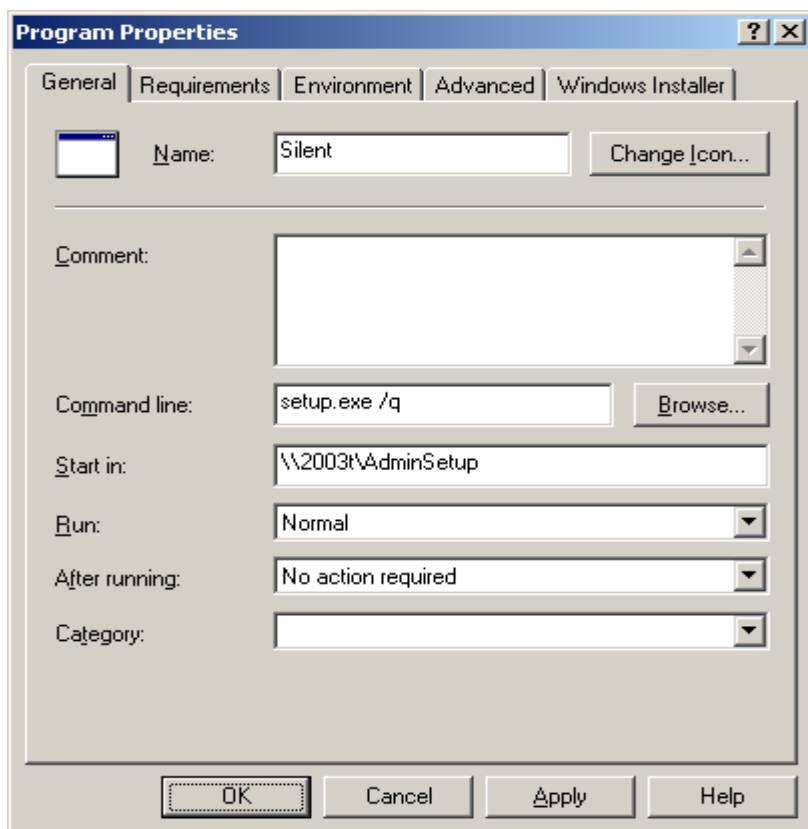 Program Properties
General Requirements Environment Advanced Windows Installer
Name: Silent Change Icon...
Comment:
Command line: setup.exe /q Browse...
Start in: \\2003t\AdminSetup
Run: Normal
After running: No action required
Category:
OK Cancel Apply Help